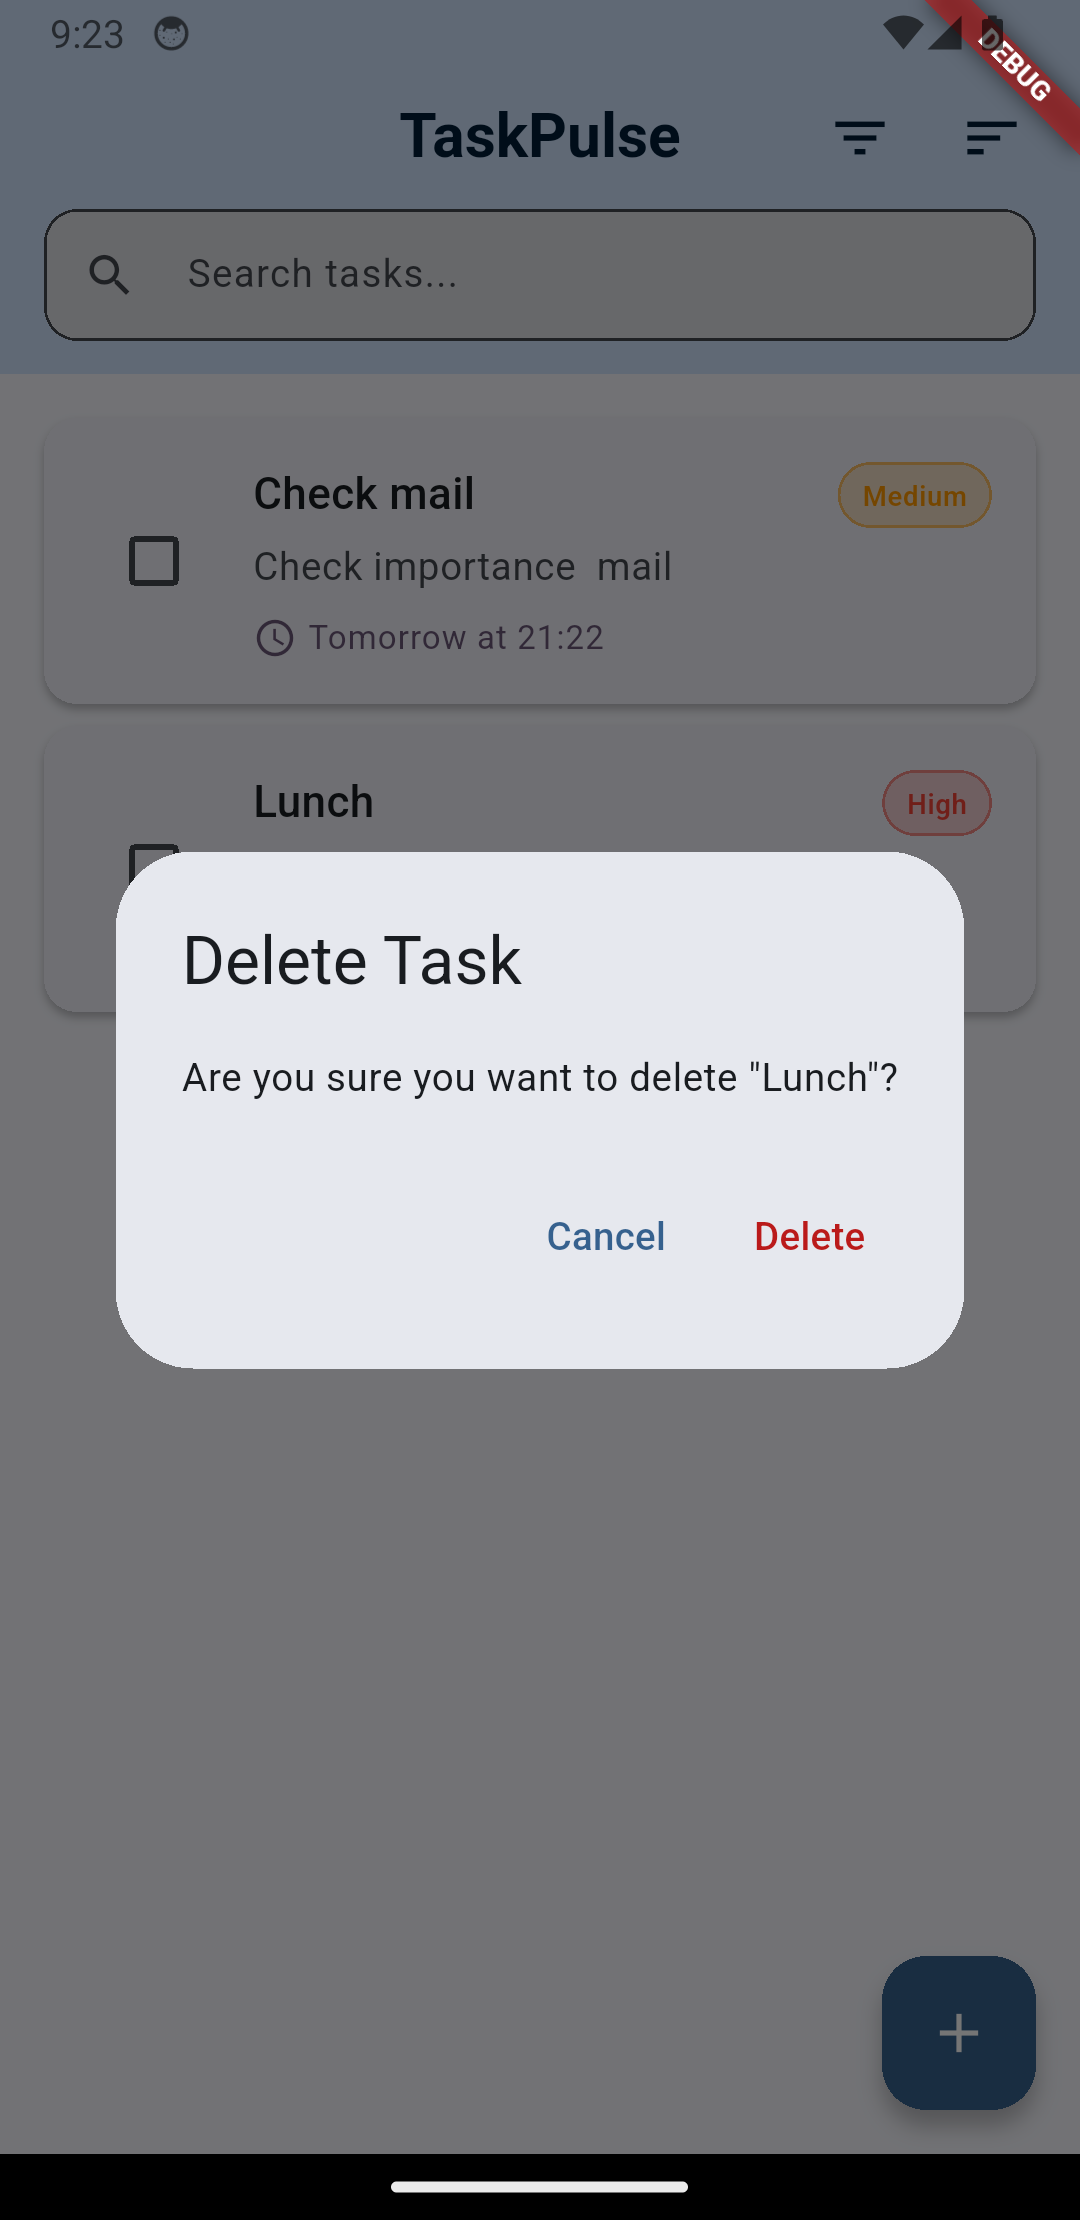 9:23
DEBUG
TaskPulse
Search tasks...
Check mail
Medium
Check importance  mail
Tomorrow at 21:22
Lunch
High
Delete Task
Are you sure you want to delete "Lunch"?
Cancel
Delete